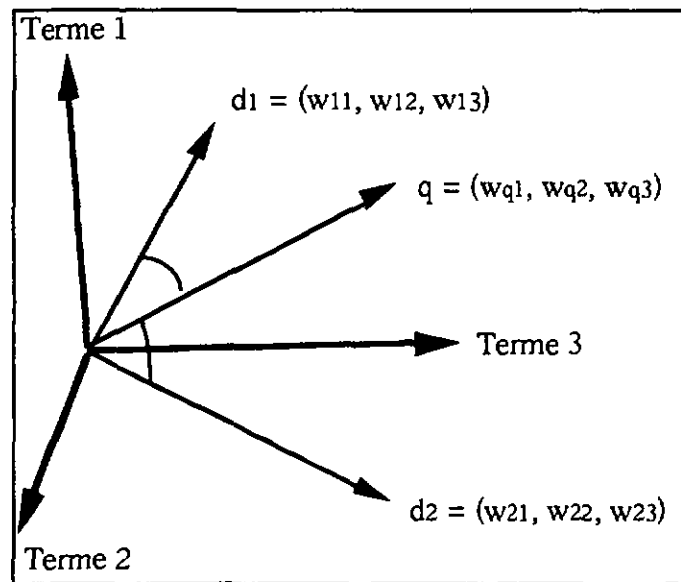 Terme 1
d1 = (w11, w12, w13)
q = (wq1, wq2, wq3)
Terme 3
d2 = (w21, w22, w23)
Terme 2